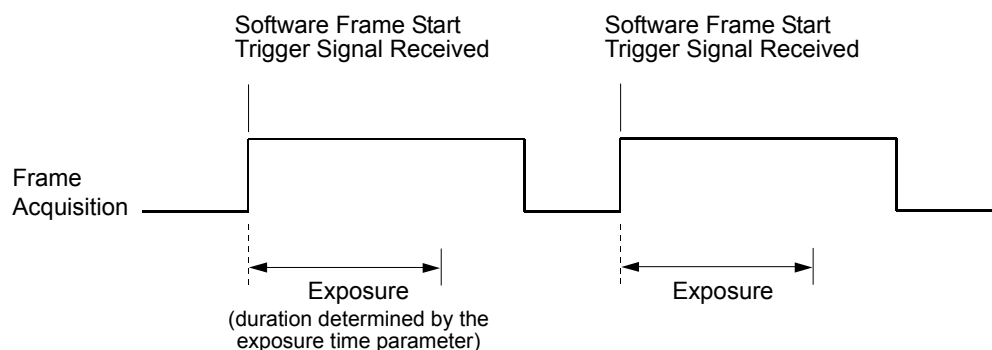 Software Frame Start
Trigger Signal Received
Software Frame Start
Trigger Signal Received
Frame
Acquisition
Exposure
(duration determined by the
exposure time parameter)
Exposure